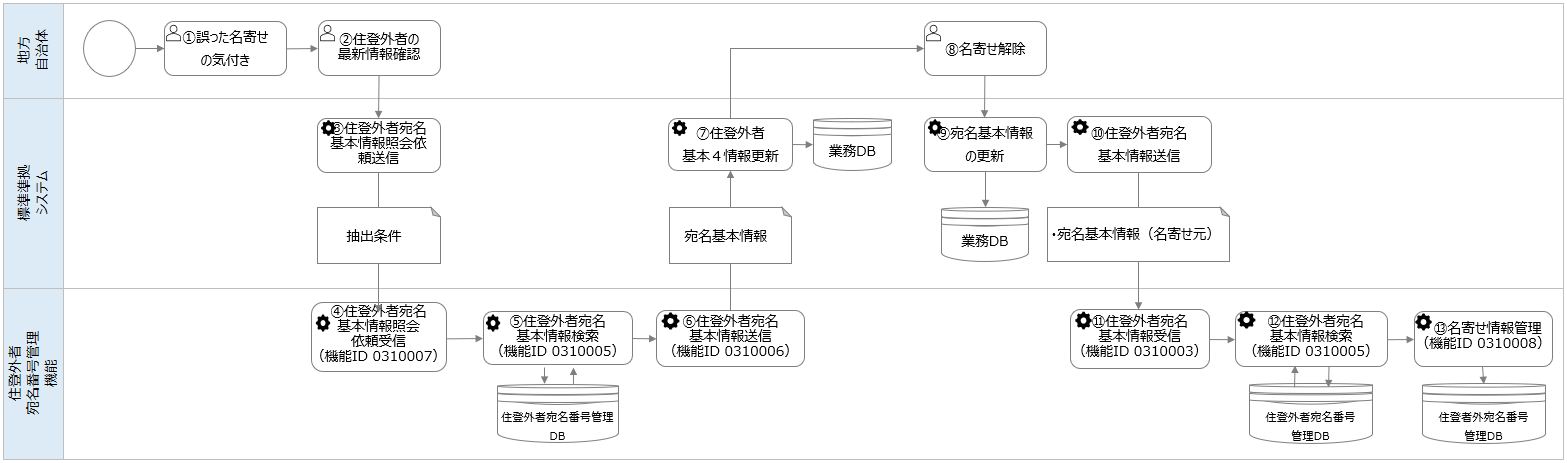 地方
自治体
①誤った名寄せ
の気付き
②住登外者の
最新情報確認
⑧名寄せ解除
標準準拠
システム
③住登外者宛名
基本情報照会依
頼送信
抽出条件
⑦住登外者
基本４情報更新
業務DB
宛名基本情報
⑨宛名基本情報
の更新
業務DB
⑩住登外者宛名
基本情報送信
・宛名基本情報（名寄せ元）
住登外者
宛名番号管理
機能
④住登外者宛名
基本情報照会
依頼受信
（機能ID 0310007）
⑤住登外者宛名
基本情報検索
（機能ID 0310005）
住登外者宛名番号管理
DB
⑥住登外者宛名
基本情報送信
（機能ID 0310006）
⑪住登外者宛名
基本情報受信
（機能ID 0310003）
⑫住登外者宛名
基本情報検索
（機能ID 0310005）
住登外者宛名番号
管理DB
⑬名寄せ情報管理
（機能ID 0310008）
住登者外宛名番号
管理DB